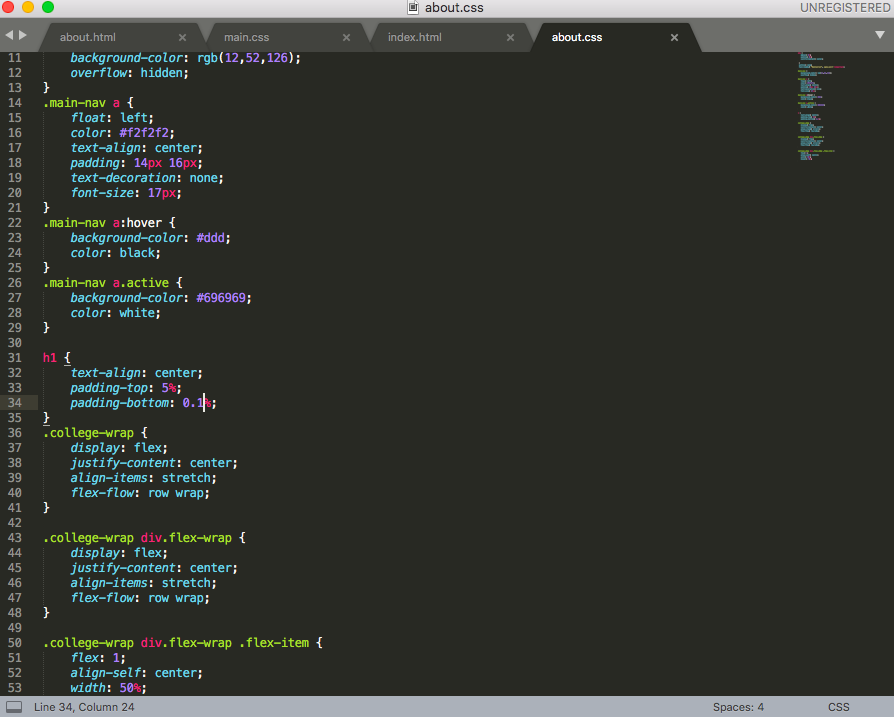 about.css
UNREGISTERED
about.html × main.css × index.html × about.css ×
11 background-color: rgb(12,52,126);
12 overflow: hidden;
13 }
14 .main-nav a {
15 float: left;
16 color: #f2f2f2;
17 text-align: center;
18 padding: 14px 16px;
19 text-decoration: none;
20 font-size: 17px;
21 }
22 .main-nav a:hover {
23 background-color: #ddd;
24 color: black;
25 }
26 .main-nav a.active {
27 background-color: #696969;
28 color: white;
29 }
30
31 h1 {
32 text-align: center;
33 padding-top: 5%;
34 padding-bottom: 0.1%;
35 }
36 .college-wrap {
37 display: flex;
38 justify-content: center;
39 align-items: stretch;
40 flex-flow: row wrap;
41 }
42
43 .college-wrap div.flex-wrap {
44 display: flex;
45 justify-content: center;
46 align-items: stretch;
47 flex-flow: row wrap;
48 }
49
50 .college-wrap div.flex-wrap .flex-item {
51 flex: 1;
52 align-self: center;
53 width: 50%;
Line 34, Column 24
Spaces: 4
CSS